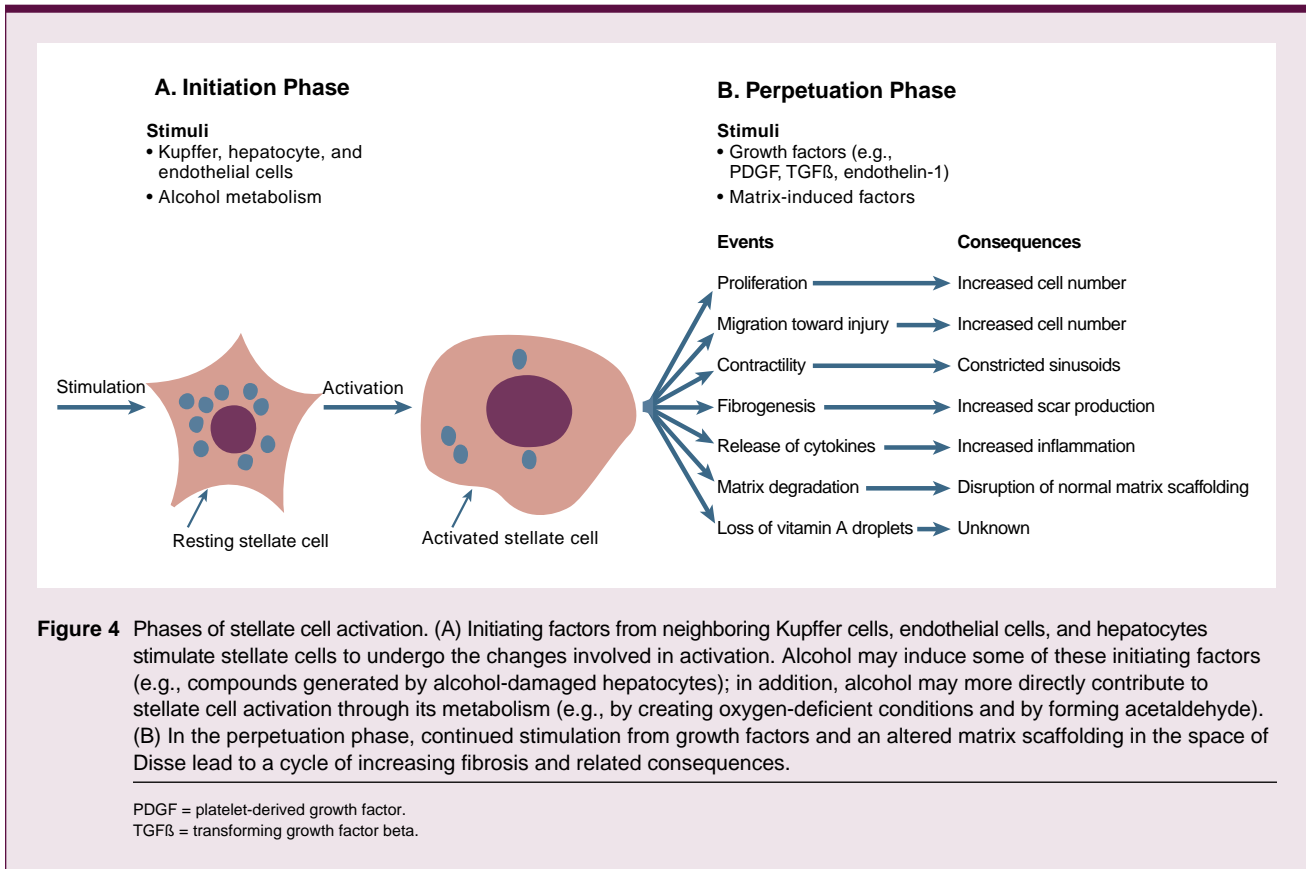 A. Initiation Phase
Stimuli
• Kupffer, hepatocyte, and
endothelial cells
• Alcohol metabolism
B. Perpetuation Phase
Stimuli
• Growth factors (e.g.,
PDGF, TGFß, endothelin-1)
• Matrix-induced factors
Events Consequences
Proliferation Increased cell number
Migration toward injury Increased cell number
Contractility Constricted sinusoids
Fibrogenesis Increased scar production
Release of cytokines Increased inflammation
Matrix degradation Disruption of normal matrix scaffolding
Loss of vitamin A droplets Unknown
Stimulation
Activation
Resting stellate cell
Activated stellate cell
Figure 4 Phases of stellate cell activation. (A) Initiating factors from neighboring Kupffer cells, endothelial cells, and hepatocytes
stimulate stellate cells to undergo the changes involved in activation. Alcohol may induce some of these initiating factors
(e.g., compounds generated by alcohol-damaged hepatocytes); in addition, alcohol may more directly contribute to
stellate cell activation through its metabolism (e.g., by creating oxygen-deficient conditions and by forming acetaldehyde).
(B) In the perpetuation phase, continued stimulation from growth factors and an altered matrix scaffolding in the space of
Disse lead to a cycle of increasing fibrosis and related consequences.
PDGF = platelet-derived growth factor.
TGFß = transforming growth factor beta.